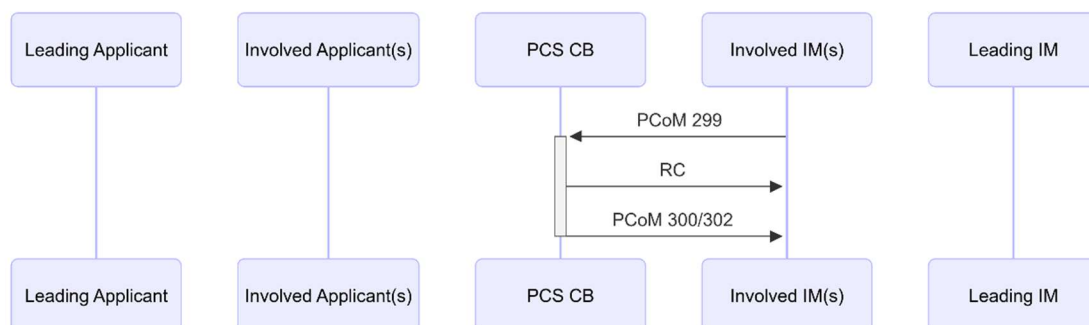 Leading Applicant
Involved Applicant(s)
PCS CB
Involved IM(s)
Leading IM
PCoM 299
RC
PCoM 300/302
Leading Applicant
Involved Applicant(s)
PCS CB
Involved IM(s)
Leading IM